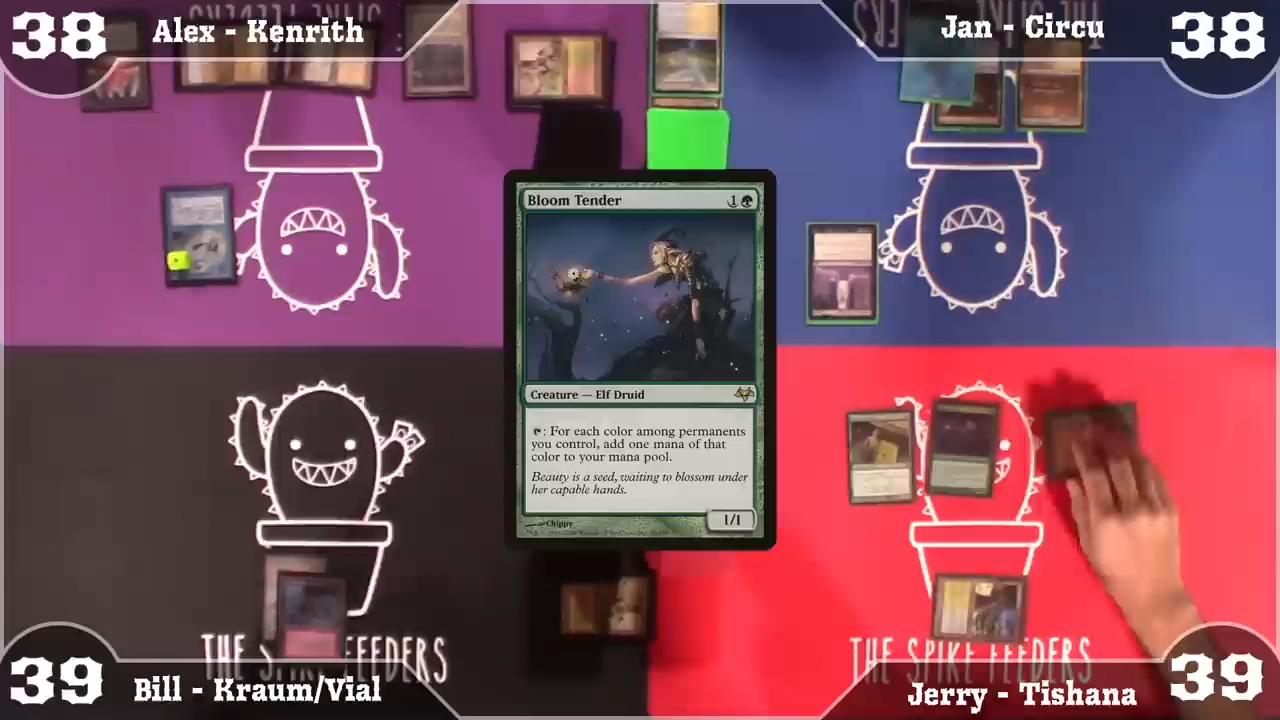 38
Alex - Kenrith
Jan - Circu
38
Bloom Tender
1
Creature — Elf Druid
: For each color among permanents
you control, add one mana of that
color to your mana pool.
Beauty is a seed, waiting to blossom under
her capable hands.
Chippy
1/1
THE FEEDERS
THE SPIKE FEEDERS
39
Bill - Kraum/Vial
Jerry - Tishana
39